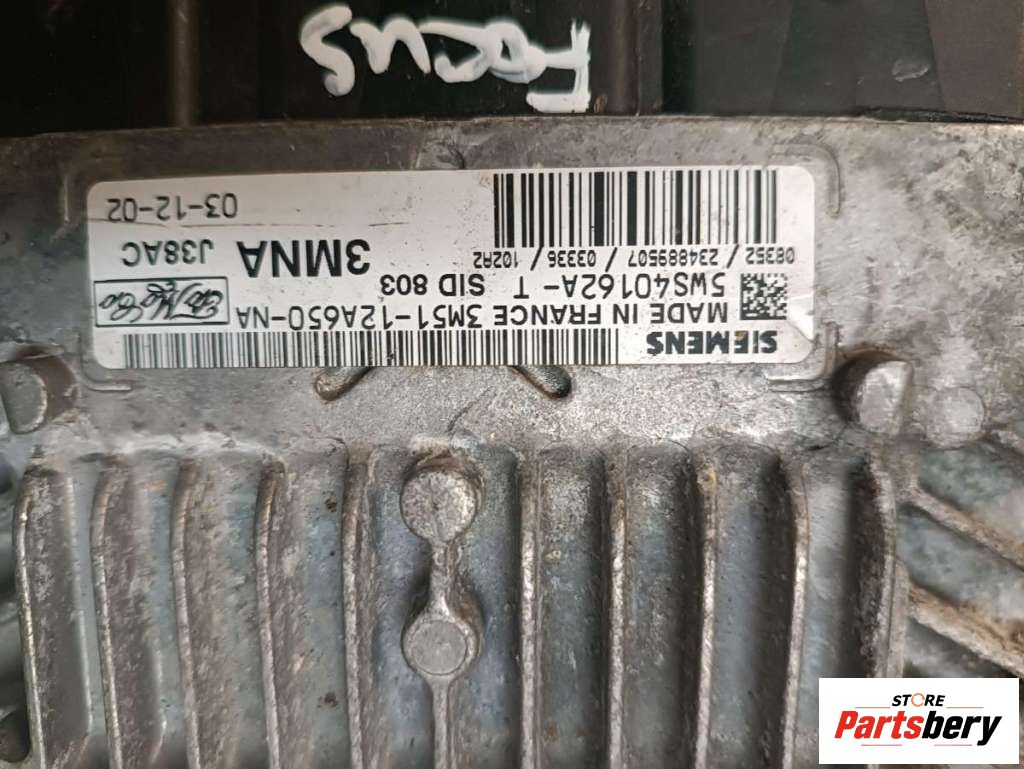 SIEMENS
MADE IN FRANCE 3M51-12A650-NA
5WS40162A-T SID 803
08352 / 234889507 / 03336 / 102A2
3MNA
J38AC
03-12-02
FOCUS
STORE
Partsbery